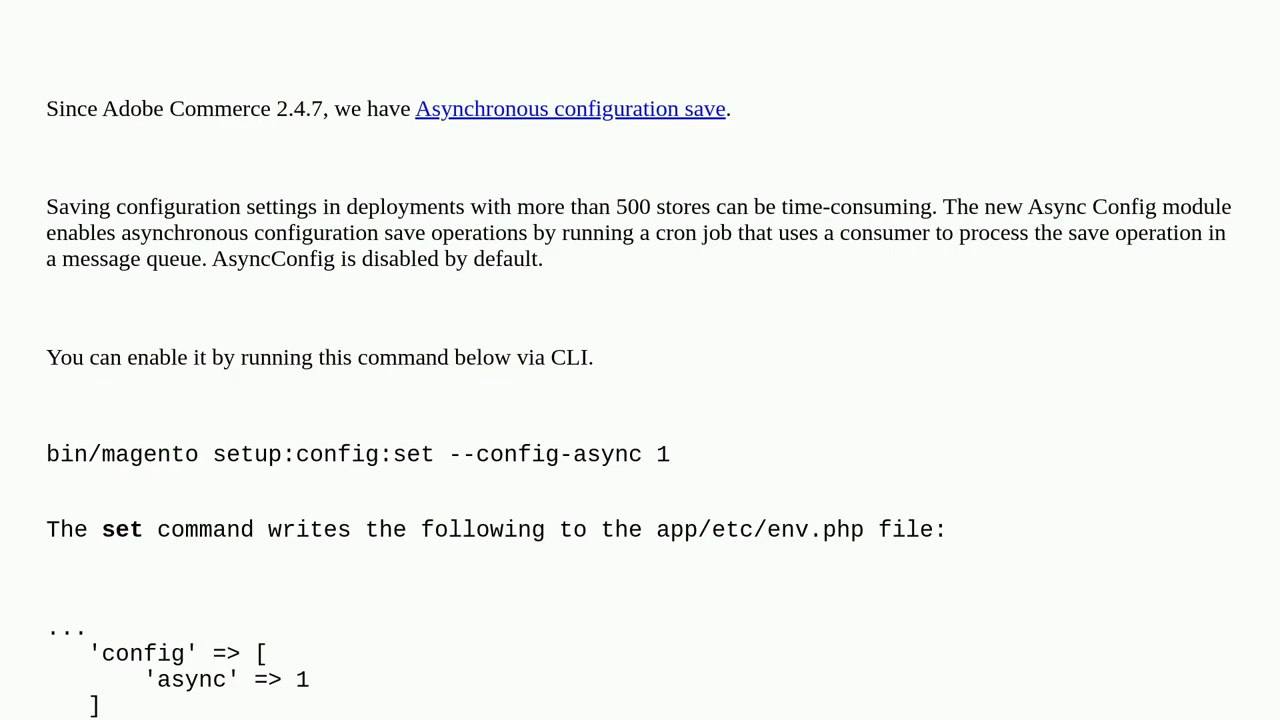 Since Adobe Commerce 2.4.7, we have Asynchronous configuration save.
Saving configuration settings in deployments with more than 500 stores can be time-consuming. The new Async Config module
enables asynchronous configuration save operations by running a cron job that uses a consumer to process the save operation in
a message queue. AsyncConfig is disabled by default.
You can enable it by running this command below via CLI.
bin/magento setup:config:set --config-async 1
The set command writes the following to the app/etc/env.php file:
...
   'config' => [
       'async' => 1
   ]